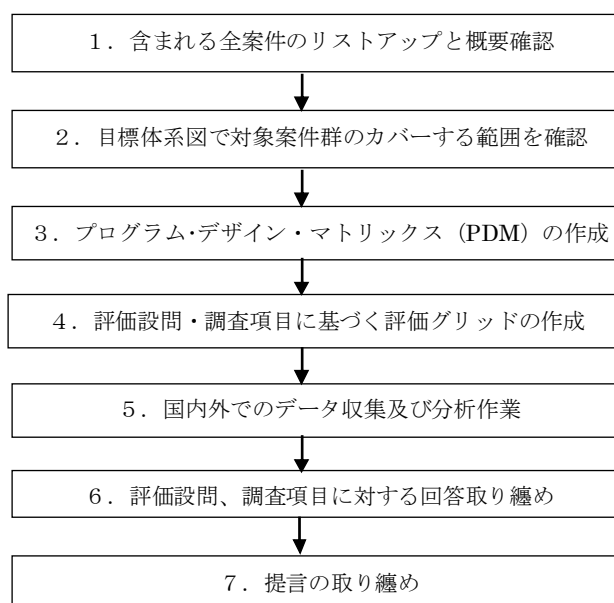 １．含まれる全案件のリストアップと概要確認
２．目標体系図で対象案件群のカバーする範囲を確認
３．プログラム・デザイン・マトリックス（PDM）の作成
４．評価設問・調査項目に基づく評価グリッドの作成
５．国内外でのデータ収集及び分析作業
６．評価設問、調査項目に対する回答取り纏め
７．提言の取り纏め